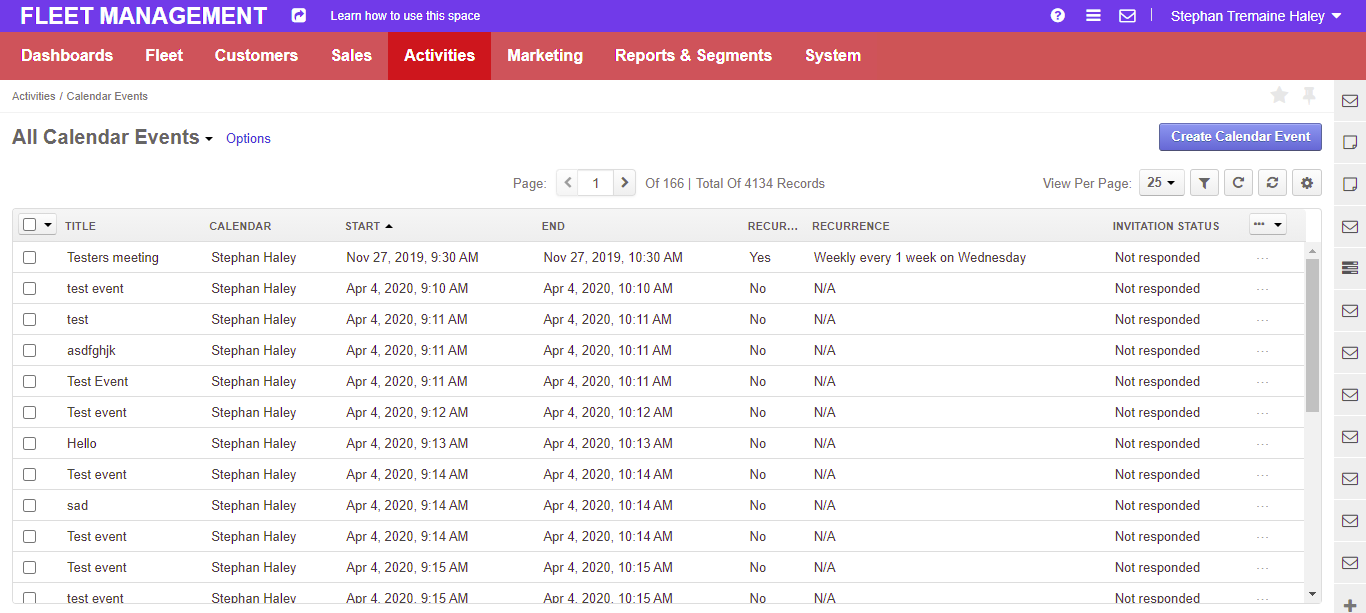 FLEET MANAGEMENT Learn how to use this space Stephan Tremaine Haley
Dashboards Fleet Customers Sales Activities Marketing Reports & Segments System
Activities / Calendar Events
All Calendar Events Options Create Calendar Event
Page: 1 Of 166 | Total Of 4134 Records View Per Page: 25
TITLE CALENDAR START END RECUR... RECURRENCE INVITATION STATUS
Testers meeting Stephan Haley Nov 27, 2019, 9:30 AM Nov 27, 2019, 10:30 AM Yes Weekly every 1 week on Wednesday Not responded ...
test event Stephan Haley Apr 4, 2020, 9:10 AM Apr 4, 2020, 10:10 AM No N/A Not responded ...
test Stephan Haley Apr 4, 2020, 9:11 AM Apr 4, 2020, 10:11 AM No N/A Not responded ...
asdfghjk Stephan Haley Apr 4, 2020, 9:11 AM Apr 4, 2020, 10:11 AM No N/A Not responded ...
Test Event Stephan Haley Apr 4, 2020, 9:11 AM Apr 4, 2020, 10:11 AM No N/A Not responded ...
Test event Stephan Haley Apr 4, 2020, 9:12 AM Apr 4, 2020, 10:12 AM No N/A Not responded ...
Hello Stephan Haley Apr 4, 2020, 9:13 AM Apr 4, 2020, 10:13 AM No N/A Not responded ...
Test event Stephan Haley Apr 4, 2020, 9:14 AM Apr 4, 2020, 10:14 AM No N/A Not responded ...
sad Stephan Haley Apr 4, 2020, 9:14 AM Apr 4, 2020, 10:14 AM No N/A Not responded ...
Test event Stephan Haley Apr 4, 2020, 9:14 AM Apr 4, 2020, 10:14 AM No N/A Not responded ...
Test event Stephan Haley Apr 4, 2020, 9:15 AM Apr 4, 2020, 10:15 AM No N/A Not responded ...
test event Stephan Haley Apr 4, 2020, 9:15 AM Apr 4, 2020, 10:15 AM No N/A Not responded ...